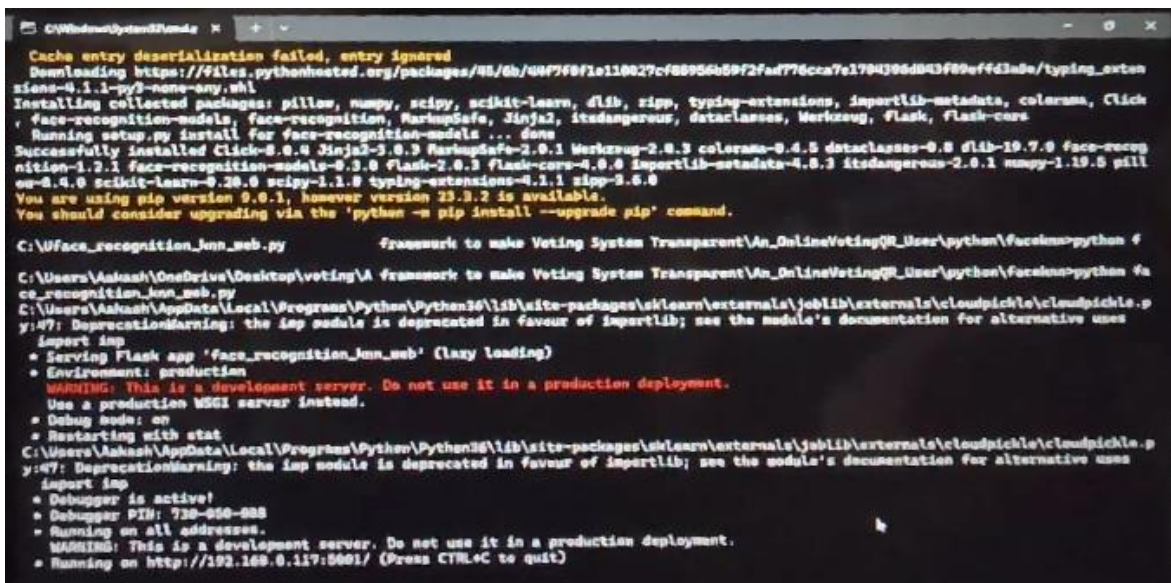 C:\Windows\System32\cmd.e
Cache entry deserialization failed, entry ignored
Downloading https://files.pythonhosted.org/packages/45/6b/44f7f8f1e110027cf88956b59f2fad776cca7e1704396d043f89effd3a0e/typing_exten
sions-4.1.1-py3-none-any.whl
Installing collected packages: pillow, numpy, scipy, scikit-learn, dlib, zipp, typing-extensions, importlib-metadata, colorama, Click
, face-recognition-models, face-recognition, MarkupSafe, Jinja2, itsdangerous, dataclasses, Werkzeug, flask, flask-cors
Running setup.py install for face-recognition-models ... done
Successfully installed Click-8.0.4 Jinja2-3.0.3 MarkupSafe-2.0.1 Werkzeug-2.0.3 colorama-0.4.5 dataclasses-0.8 dlib-19.7.0 face-recog
nition-1.2.1 face-recognition-models-0.3.0 flask-2.0.3 flask-cors-4.0.0 importlib-metadata-4.8.3 itsdangerous-2.0.1 numpy-1.19.5 pill
ow-8.4.0 scikit-learn-0.20.0 scipy-1.1.0 typing-extensions-4.1.1 zipp-3.6.0
You are using pip version 9.0.1, however version 23.3.2 is available.
You should consider upgrading via the 'python -m pip install --upgrade pip' command.
C:\Uface_recognition_knn_web.py framework to make Voting System Transparent\An_OnlineVotingQR_User\python\faceknn>python f
C:\Users\Aakash\OneDrive\Desktop\voting\A framework to make Voting System Transparent\An_OnlineVotingQR_User\python\faceknn>python fa
ce_recognition_knn_web.py
C:\Users\Aakash\AppData\Local\Programs\Python\Python36\lib\site-packages\sklearn\externals\joblib\externals\cloudpickle\cloudpickle.p
y:47: DeprecationWarning: the imp module is deprecated in favour of importlib; see the module's documentation for alternative uses
import imp
* Serving Flask app 'face_recognition_knn_web' (lazy loading)
* Environment: production
WARNING: This is a development server. Do not use it in a production deployment.
Use a production WSGI server instead.
* Debug mode: on
* Restarting with stat
C:\Users\Aakash\AppData\Local\Programs\Python\Python36\lib\site-packages\sklearn\externals\joblib\externals\cloudpickle\cloudpickle.p
y:47: DeprecationWarning: the imp module is deprecated in favour of importlib; see the module's documentation for alternative uses
import imp
* Debugger is active!
* Debugger PIN: 730-050-088
* Running on all addresses.
WARNING: This is a development server. Do not use it in a production deployment.
* Running on http://192.168.0.117:5001/ (Press CTRL+C to quit)